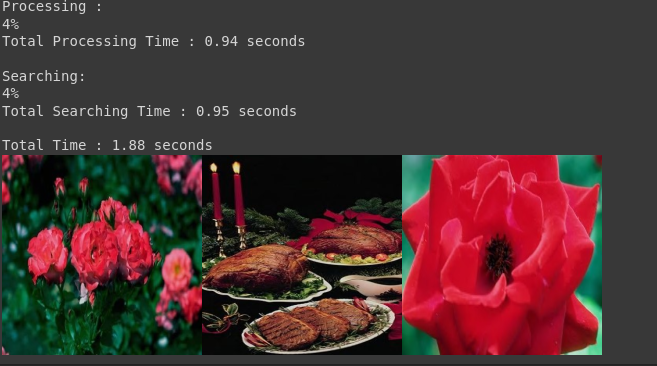 Processing :
4%
Total Processing Time : 0.94 seconds
Searching:
4%
Total Searching Time : 0.95 seconds
Total Time : 1.88 seconds